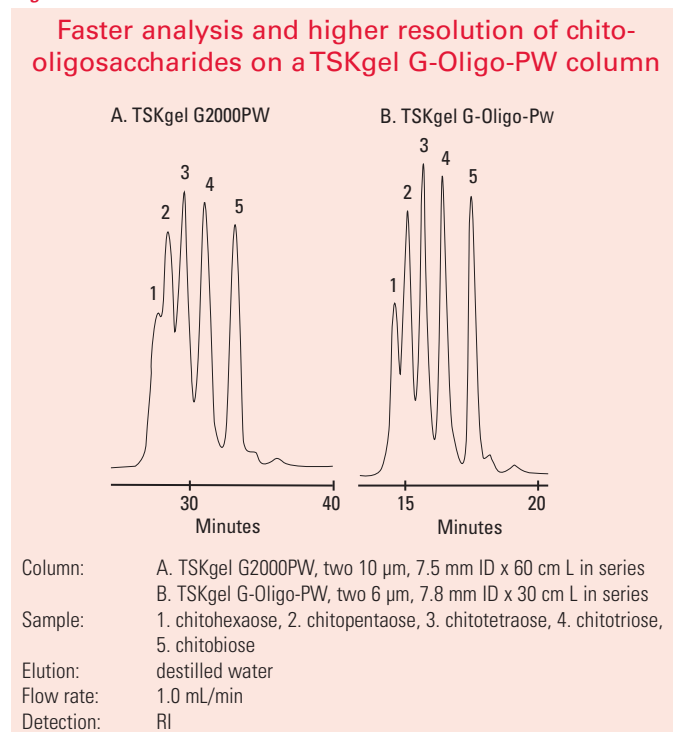 Faster analysis and higher resolution of chito-
oligosaccharides on a TSKgel G-Oligo-PW column
A. TSKgel G2000PW
B. TSKgel G-Oligo-PW
1
2
3
4
5
1
2
3
4
5
30
40
Minutes
15
20
Minutes
Column: A. TSKgel G2000PW, two 10 µm, 7.5 mm ID x 60 cm L in series
B. TSKgel G-Oligo-PW, two 6 µm, 7.8 mm ID x 30 cm L in series
Sample: 1. chitohexaose, 2. chitopentaose, 3. chitotetraose, 4. chitotriose,
5. chitobiose
Elution: destilled water
Flow rate: 1.0 mL/min
Detection: RI